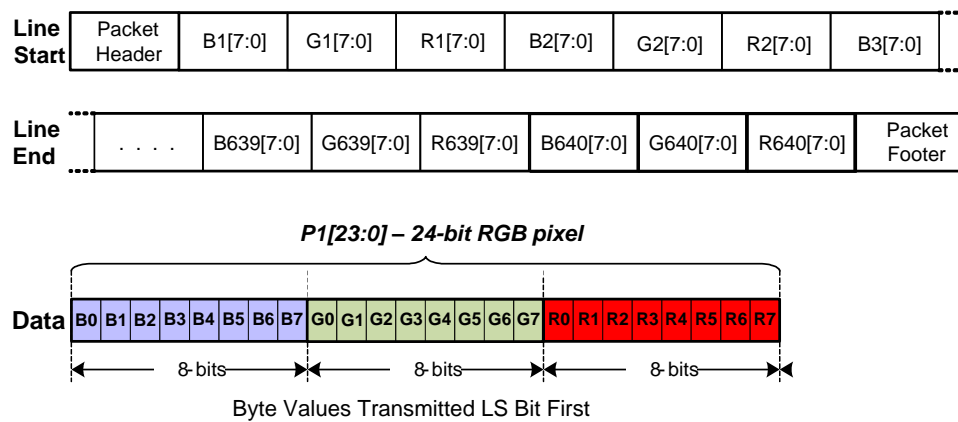 Line Start
Packet Header
B1[7:0] G1[7:0] R1[7:0] B2[7:0] G2[7:0] R2[7:0] B3[7:0]
Line End
. . . . B639[7:0] G639[7:0] R639[7:0] B640[7:0] G640[7:0] R640[7:0]
Packet Footer
P1[23:0] – 24-bit RGB pixel
Data B0 B1 B2 B3 B4 B5 B6 B7 G0 G1 G2 G3 G4 G5 G6 G7 R0 R1 R2 R3 R4 R5 R6 R7
8-bits 8-bits 8-bits
Byte Values Transmitted LS Bit First